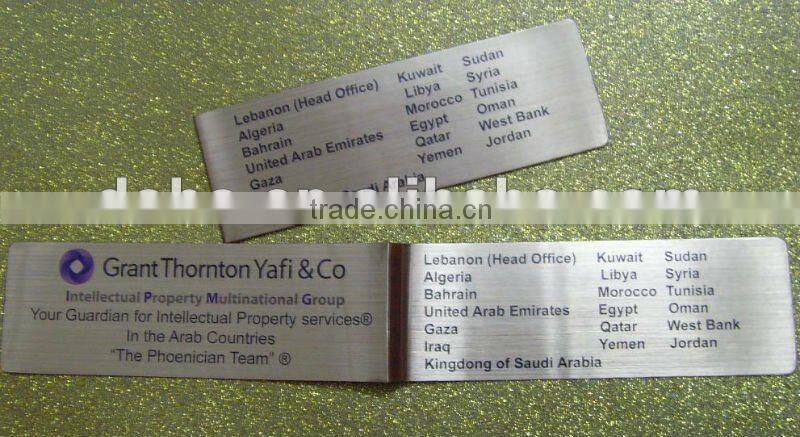 Lebanon (Head Office) Kuwait Sudan
Algeria Libya Syria
Bahrain Morocco Tunisia
United Arab Emirates Egypt Oman
Gaza Qatar West Bank
Yemen Jordan
Saudi Arabia
trade.china.cn
Grant Thornton Yafi & Co
Intellectual Property Multinational Group
Your Guardian for Intellectual Property services®
In the Arab Countries
“The Phoenician Team” ®
Lebanon (Head Office) Kuwait Sudan
Algeria Libya Syria
Bahrain Morocco Tunisia
United Arab Emirates Egypt Oman
Gaza Qatar West Bank
Iraq Yemen Jordan
Kingdong of Saudi Arabia